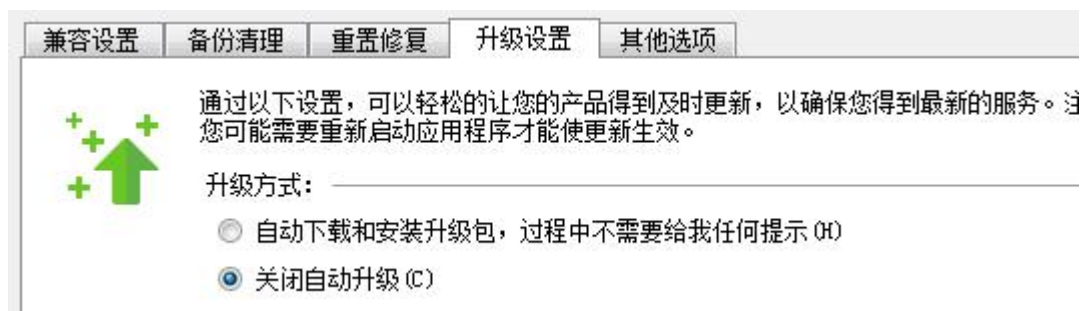 兼容设置 备份清理 重置修复 升级设置 其他选项
通过以下设置，可以轻松的让您的产品得到及时更新，以确保您得到最新的服务。
您可能需要重新启动应用程序才能使更新生效。
升级方式：
自动下载和安装升级包，过程中不需要给我任何提示(H)
关闭自动升级(C)